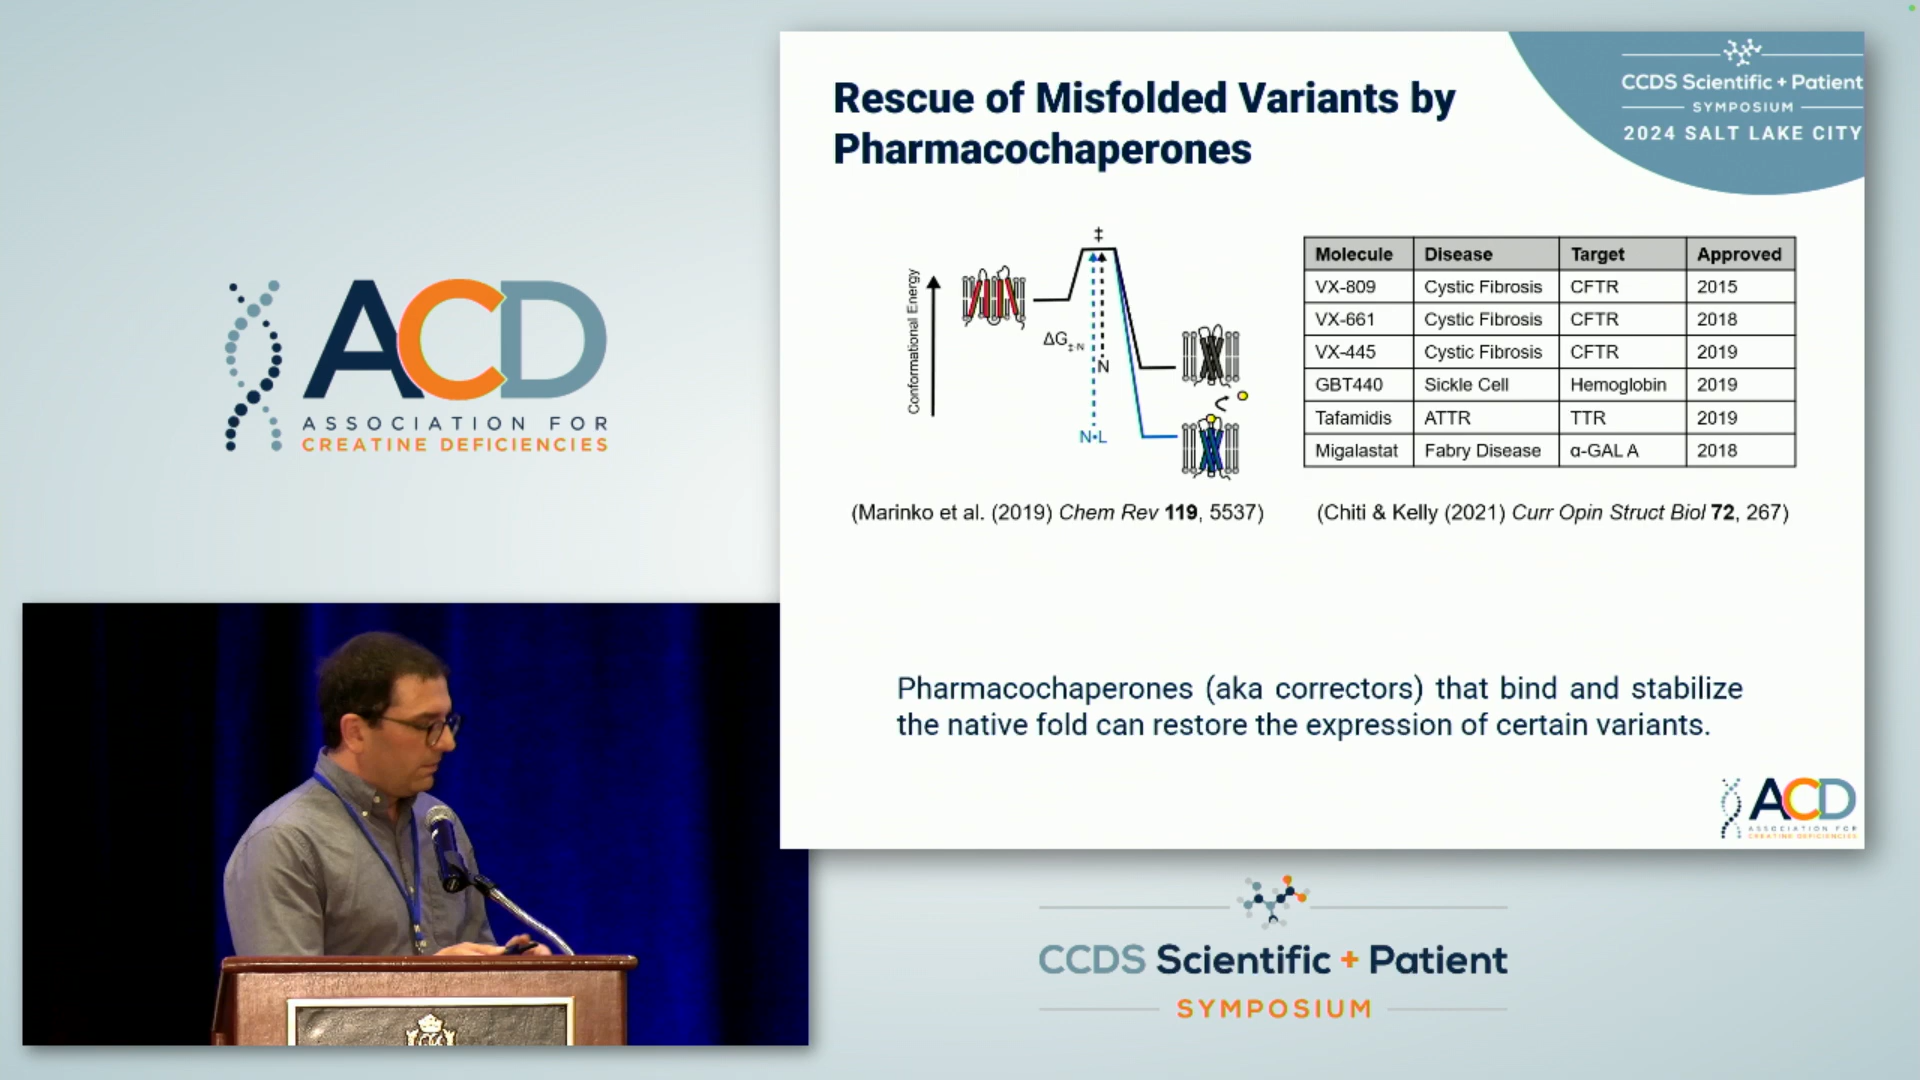 ACD
ASSOCIATION FOR
CREATINE DEFICIENCIES
Rescue of Misfolded Variants by
Pharmacochaperones
CCDS Scientific + Patient
SYMPOSIUM
2024 SALT LAKE CITY
Conformational Energy
‡
ΔG‡-N
N
N•L
Molecule Disease Target Approved
VX-809 Cystic Fibrosis CFTR 2015
VX-661 Cystic Fibrosis CFTR 2018
VX-445 Cystic Fibrosis CFTR 2019
GBT440 Sickle Cell Hemoglobin 2019
Tafamidis ATTR TTR 2019
Migalastat Fabry Disease α-GAL A 2018
(Marinko et al. (2019) Chem Rev 119, 5537)
(Chiti & Kelly (2021) Curr Opin Struct Biol 72, 267)
Pharmacochaperones (aka correctors) that bind and stabilize
the native fold can restore the expression of certain variants.
ACD
ASSOCIATION FOR
CREATINE DEFICIENCIES
CCDS Scientific + Patient
SYMPOSIUM